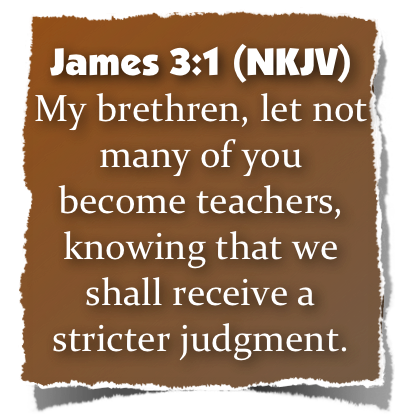 James 3:1 (NKJV)
My brethren, let not
many of you
become teachers,
knowing that we
shall receive a
stricter judgment.